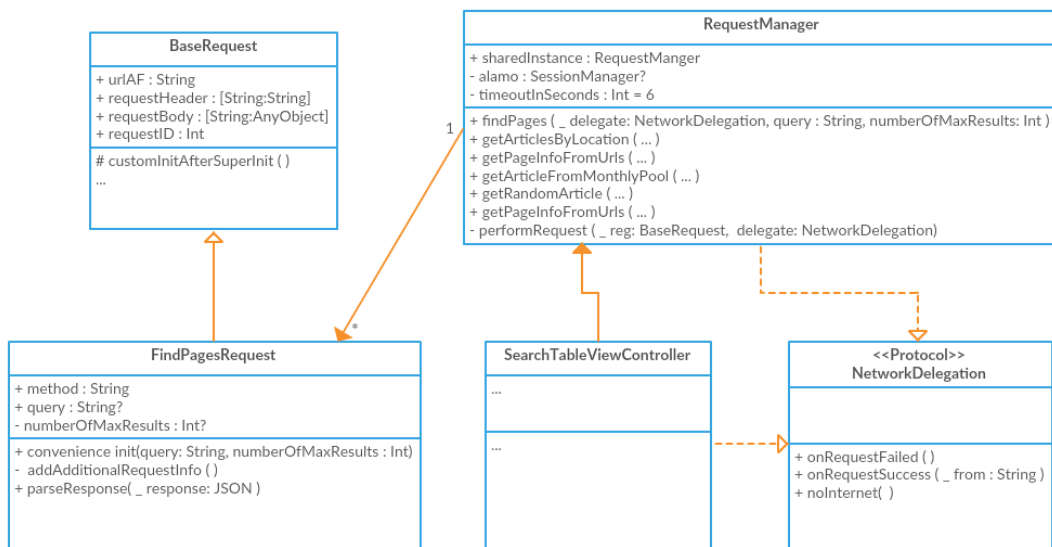 BaseRequest
+ urlAF : String
+ requestHeader : [String:String]
+ requestBody : [String:AnyObject]
+ requestID : Int
# customInitAfterSuperInit ( )
...
RequestManager
+ sharedInstance : RequestManger
- alamo : SessionManager?
- timeoutInSeconds : Int = 6
+ findPages ( _ delegate: NetworkDelegation, query : String, numberOfMaxResults: Int )
+ getArticlesByLocation ( ... )
+ getPageInfoFromUrls ( ... )
+ getArticleFromMonthlyPool ( ... )
+ getRandomArticle ( ... )
+ getPageInfoFromUrls ( ... )
- performRequest ( _ reg: BaseRequest,  delegate: NetworkDelegation)
1
*
FindPagesRequest
+ method : String
+ query : String?
- numberOfMaxResults : Int?
+ convenience init(query: String, numberOfMaxResults : Int)
-  addAdditionalRequestInfo ( )
+ parseResponse( _ response: JSON )
SearchTableViewController
...
...
<<Protocol>>
NetworkDelegation
+ onRequestFailed ( )
+ onRequestSuccess ( _ from : String )
+ noInternet(  )